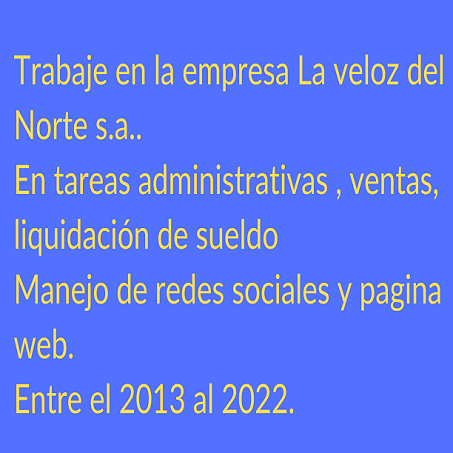 Trabaje en la empresa La veloz del
Norte s.a..
En tareas administrativas , ventas,
liquidación de sueldo
Manejo de redes sociales y pagina
web.
Entre el 2013 al 2022.